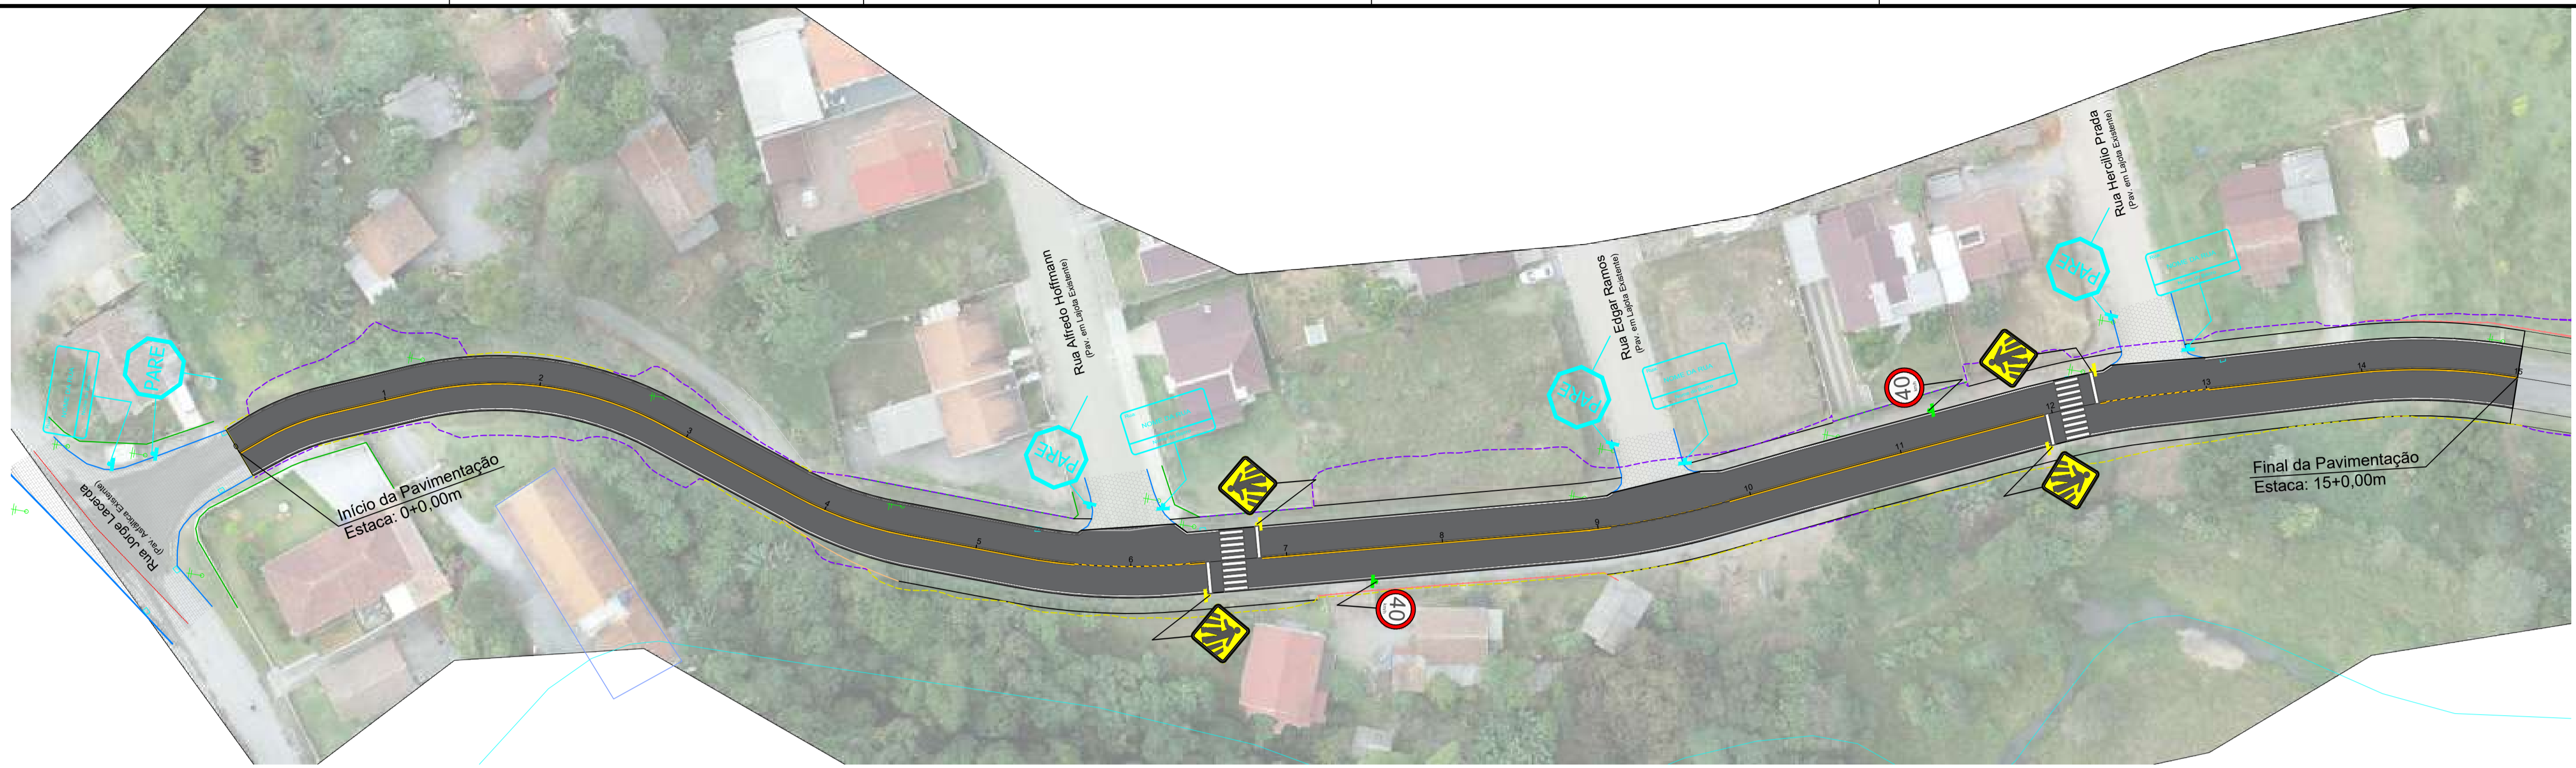 PARE
Rua Jorge Lacerda
(Pav. Asfáltica Existente)
0
Início da Pavimentação
Estaca: 0+0,00m
1
2
3
4
5
Rua Alfredo Hoffmann
(Pav. em Lajota Existente)
PARE
6
7
40
8
9
Rua Edgar Ramos
(Pav. em Lajota Existente)
PARE
10
40
11
12
Rua Hercilio Prada
(Pav. em Lajota Existente)
PARE
13
14
15
Final da Pavimentação
Estaca: 15+0,00m